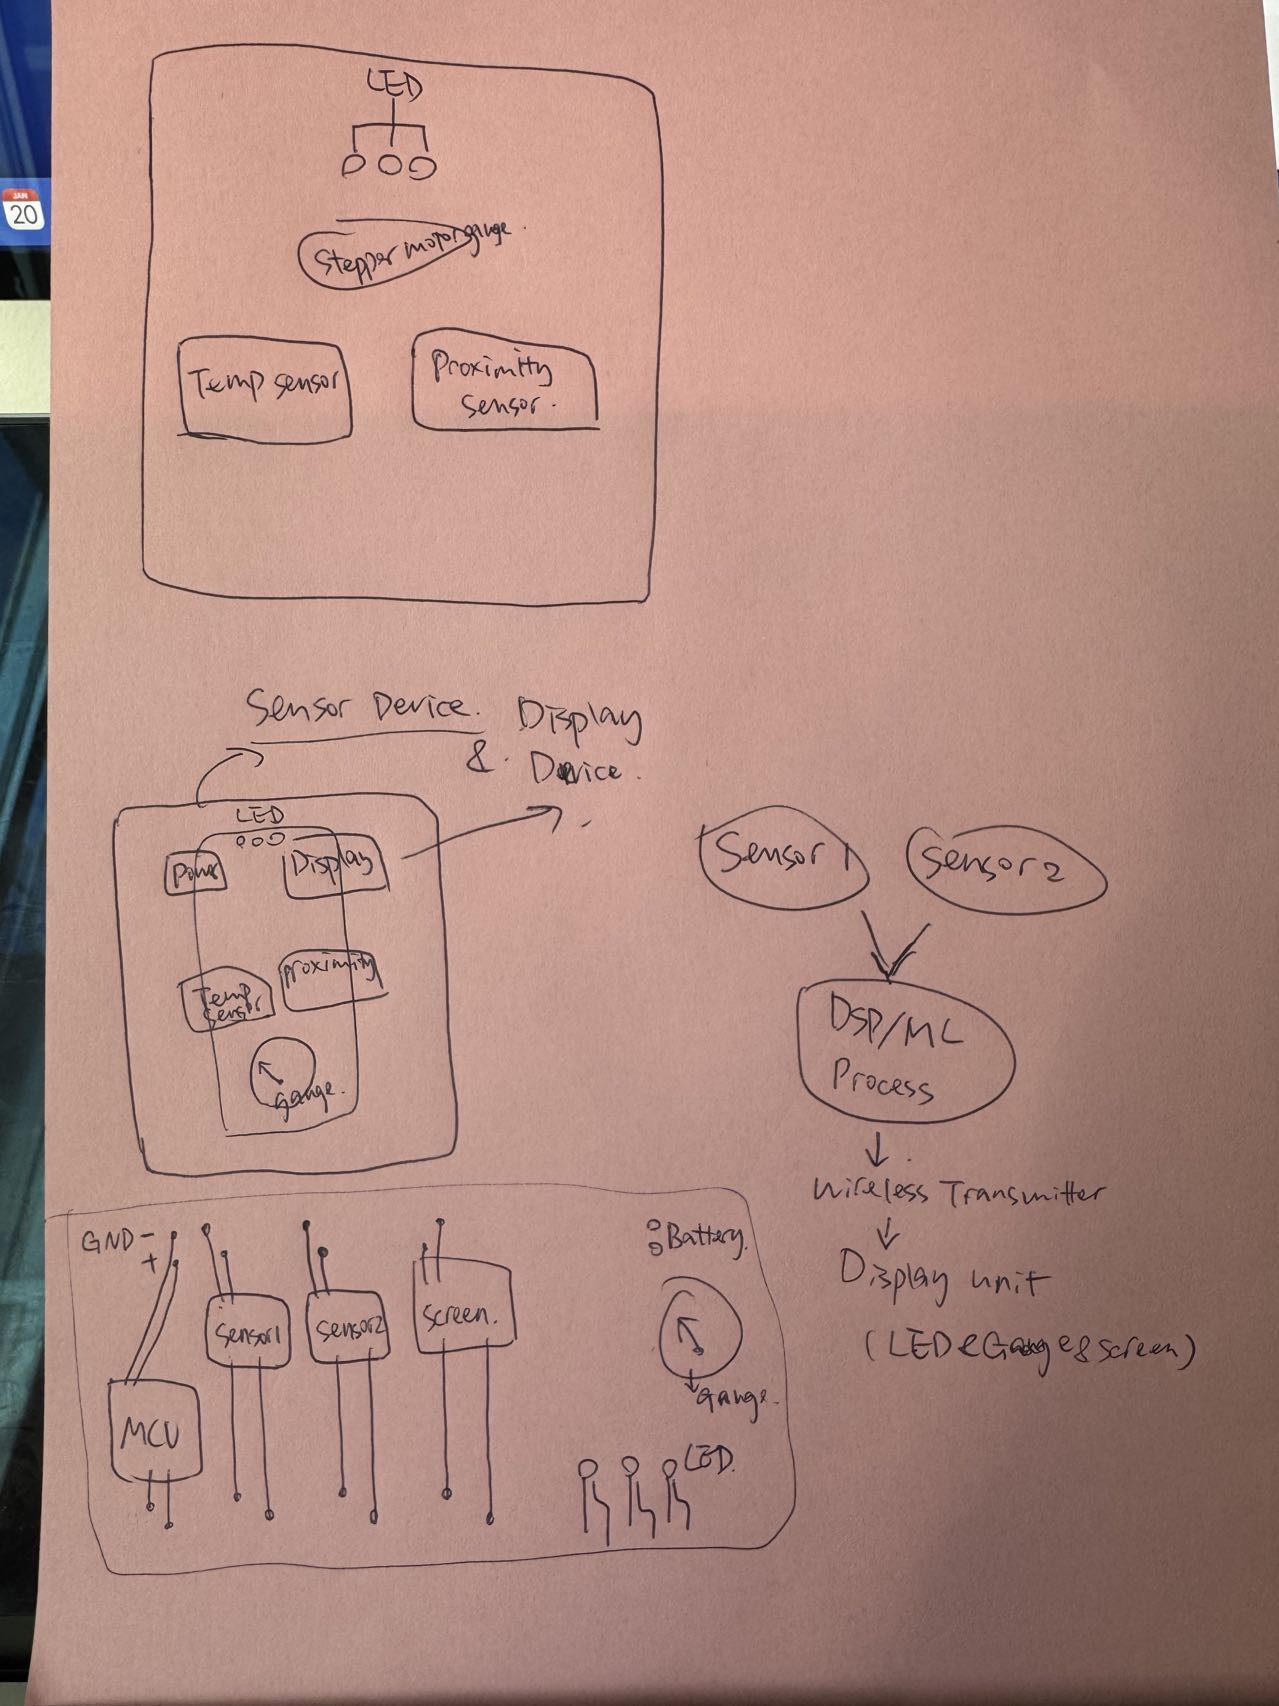 JAN
20
LED
Stepper motor gauge.
Temp sensor
Proximity
sensor.
Sensor Device.
& Display
Device.
LED
Power
Display
Temp
sensor
Proximity
gauge.
Sensor 1
Sensor 2
DSP/ML
Process
Wireless Transmitter
Display unit
(LED & Gauge & screen)
GND -
+
MCU
Sensor1
sensor2
screen.
Battery.
Gauge.
LED.